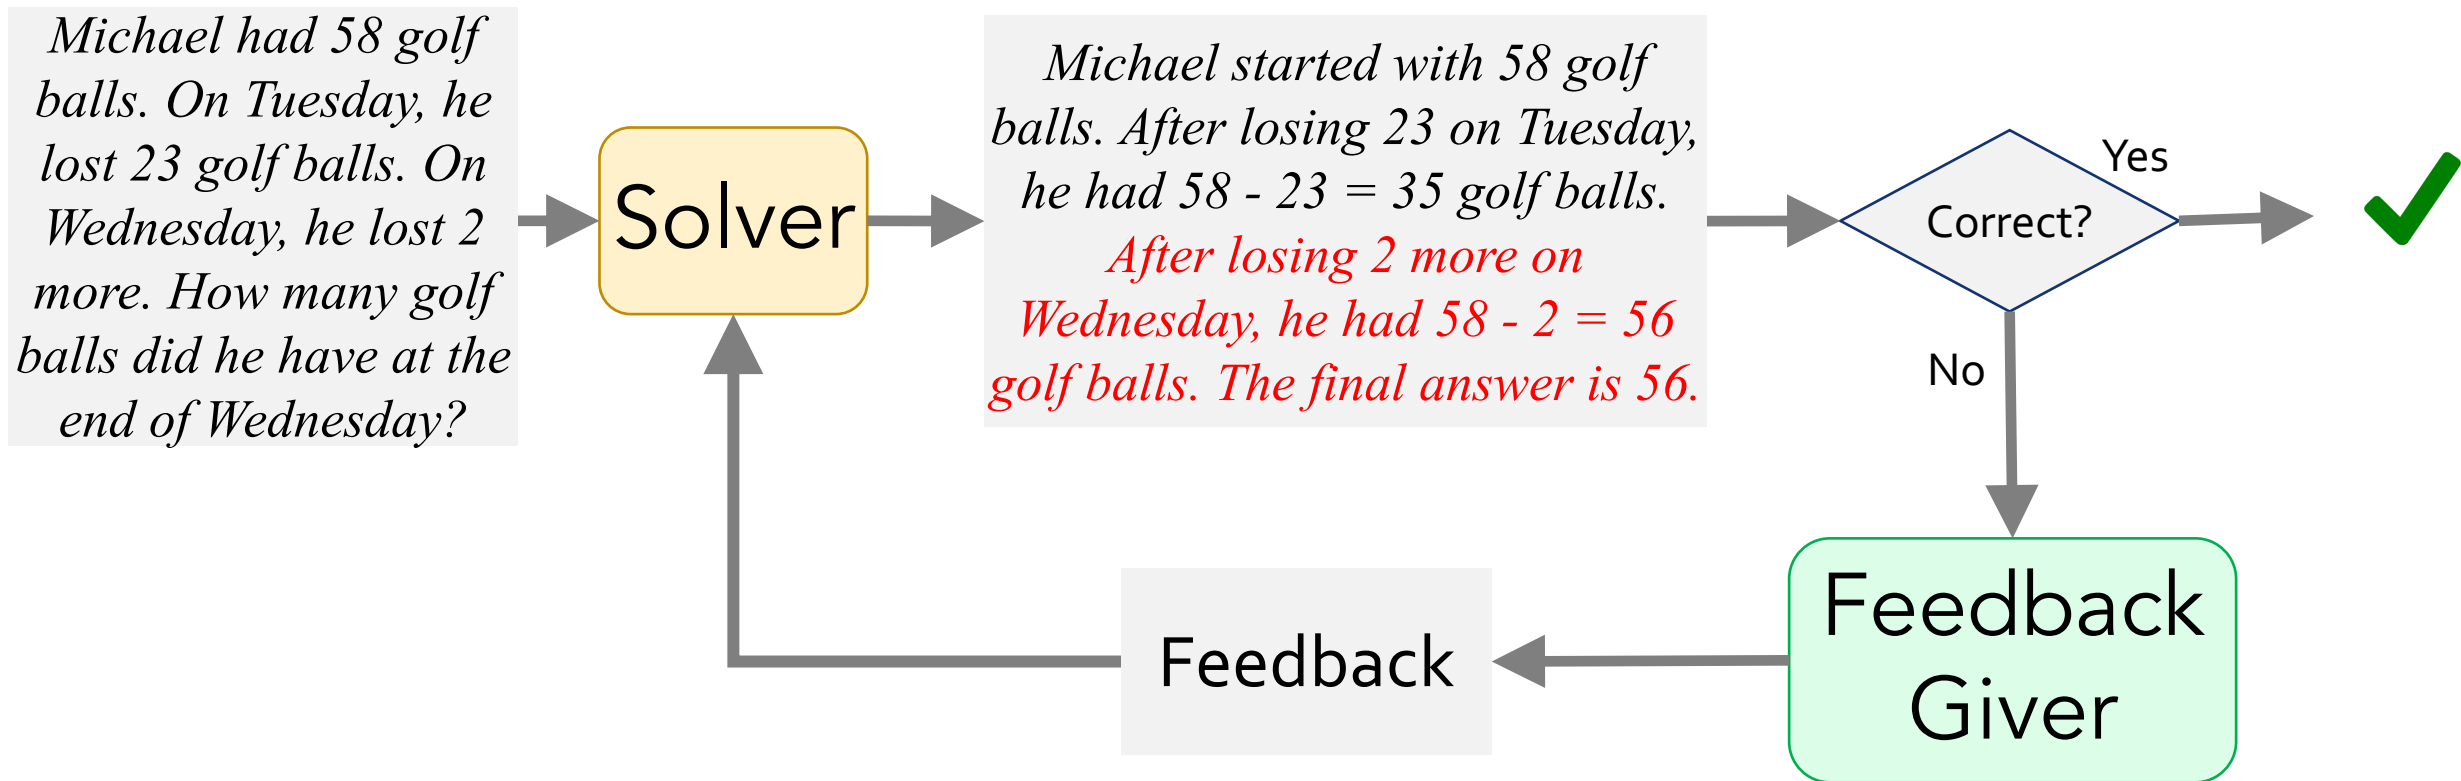 Michael had 58 golf
balls. On Tuesday, he
lost 23 golf balls. On
Wednesday, he lost 2
more. How many golf
balls did he have at the
end of Wednesday?
Solver
Michael started with 58 golf
balls. After losing 23 on Tuesday,
he had 58 - 23 = 35 golf balls.
After losing 2 more on
Wednesday, he had 58 - 2 = 56
golf balls. The final answer is 56.
Correct?
Yes
No
Feedback
Giver
Feedback